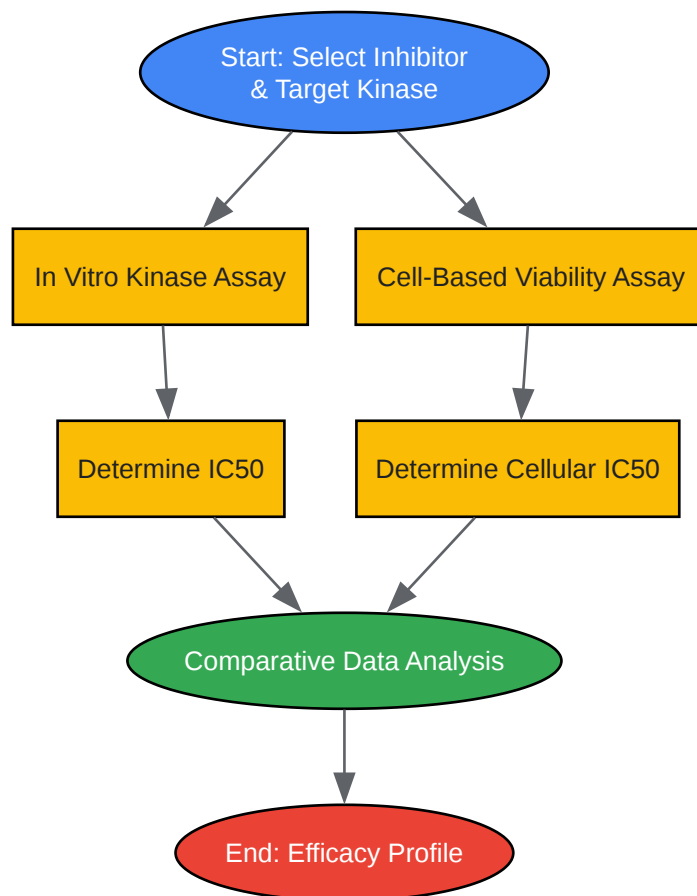 Start: Select Inhibitor
& Target Kinase
In Vitro Kinase Assay
Cell-Based Viability Assay
Determine IC50
Determine Cellular IC50
Comparative Data Analysis
End: Efficacy Profile